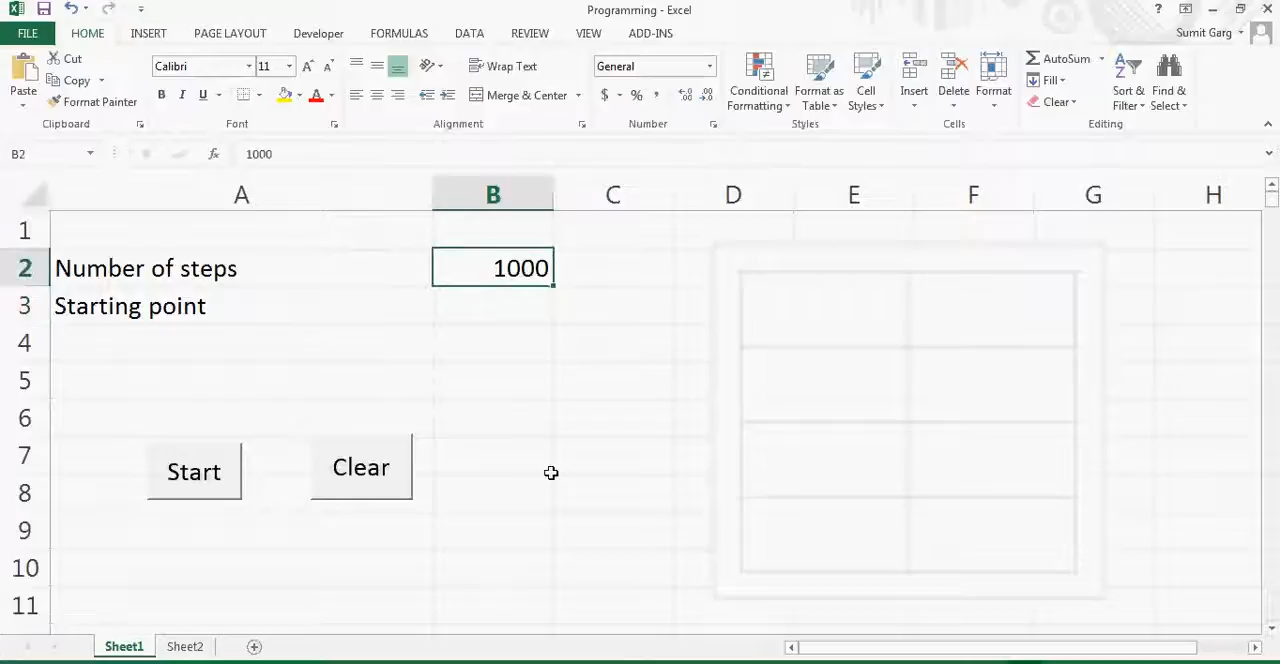 Programming - Excel
?
FILE HOME INSERT PAGE LAYOUT Developer FORMULAS DATA REVIEW VIEW ADD-INS Sumit Garg
Paste Cut Copy Format Painter
Calibri 11 A A B I U A
Wrap Text Merge & Center
General $ % , .0 .00
Conditional Formatting Format as Table Cell Styles
Insert Delete Format
AutoSum Fill Clear Sort & Filter Find & Select
Clipboard Font Alignment Number Styles Cells Editing
B2 fx 1000
A B C D E F G H
1
2 Number of steps 1000
3 Starting point
4
5
6
7
8
Start Clear
9
10
11
Sheet1 Sheet2